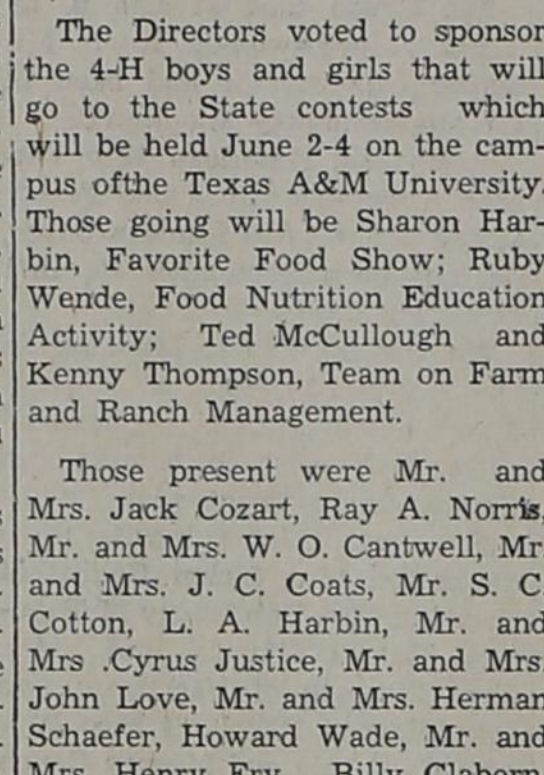 The Directors voted to sponsor
the 4-H boys and girls that will
go to the State contests which
will be held June 2-4 on the cam-
pus ofthe Texas A&M University.
Those going will be Sharon Har-
bin, Favorite Food Show; Ruby
Wende, Food Nutrition Education
Activity; Ted McCullough and
Kenny Thompson, Team on Farm
and Ranch Management.
Those present were Mr. and
Mrs. Jack Cozart, Ray A. Norris,
Mr. and Mrs. W. O. Cantwell, Mr.
and Mrs. J. C. Coats, Mr. S. C.
Cotton, L. A. Harbin, Mr. and
Mrs .Cyrus Justice, Mr. and Mrs.
John Love, Mr. and Mrs. Herman
Schaefer, Howard Wade, Mr. and
Mrs. Henry Fry, Billy Claborn,